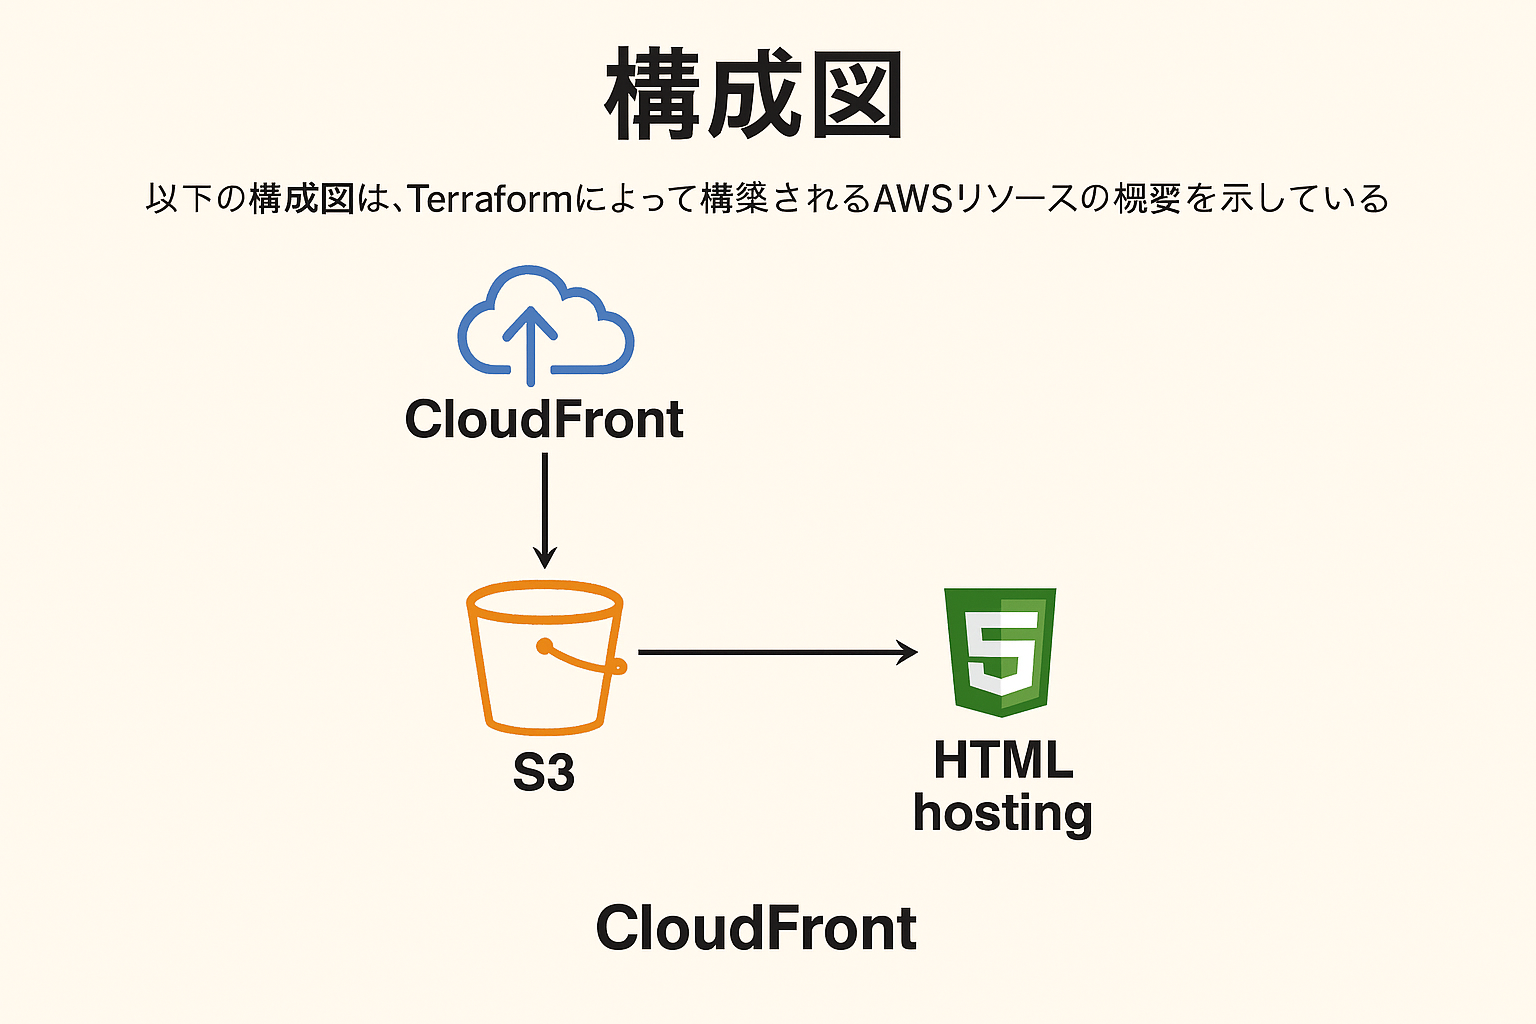 構成図
以下の構成図は、Terraformによって構築されるAWSリソースの概要を示している
CloudFront
5
S3
HTML
hosting
CloudFront